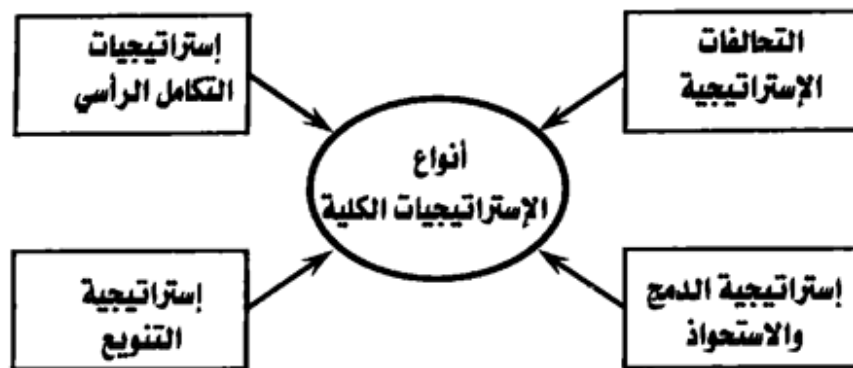 التحالفات
الإستراتيجية
إستراتيجيات
التكامل الرأسي
أنواع
الإستراتيجيات الكلية
إستراتيجية الدمج
والاستحواذ
إستراتيجية
التنويع